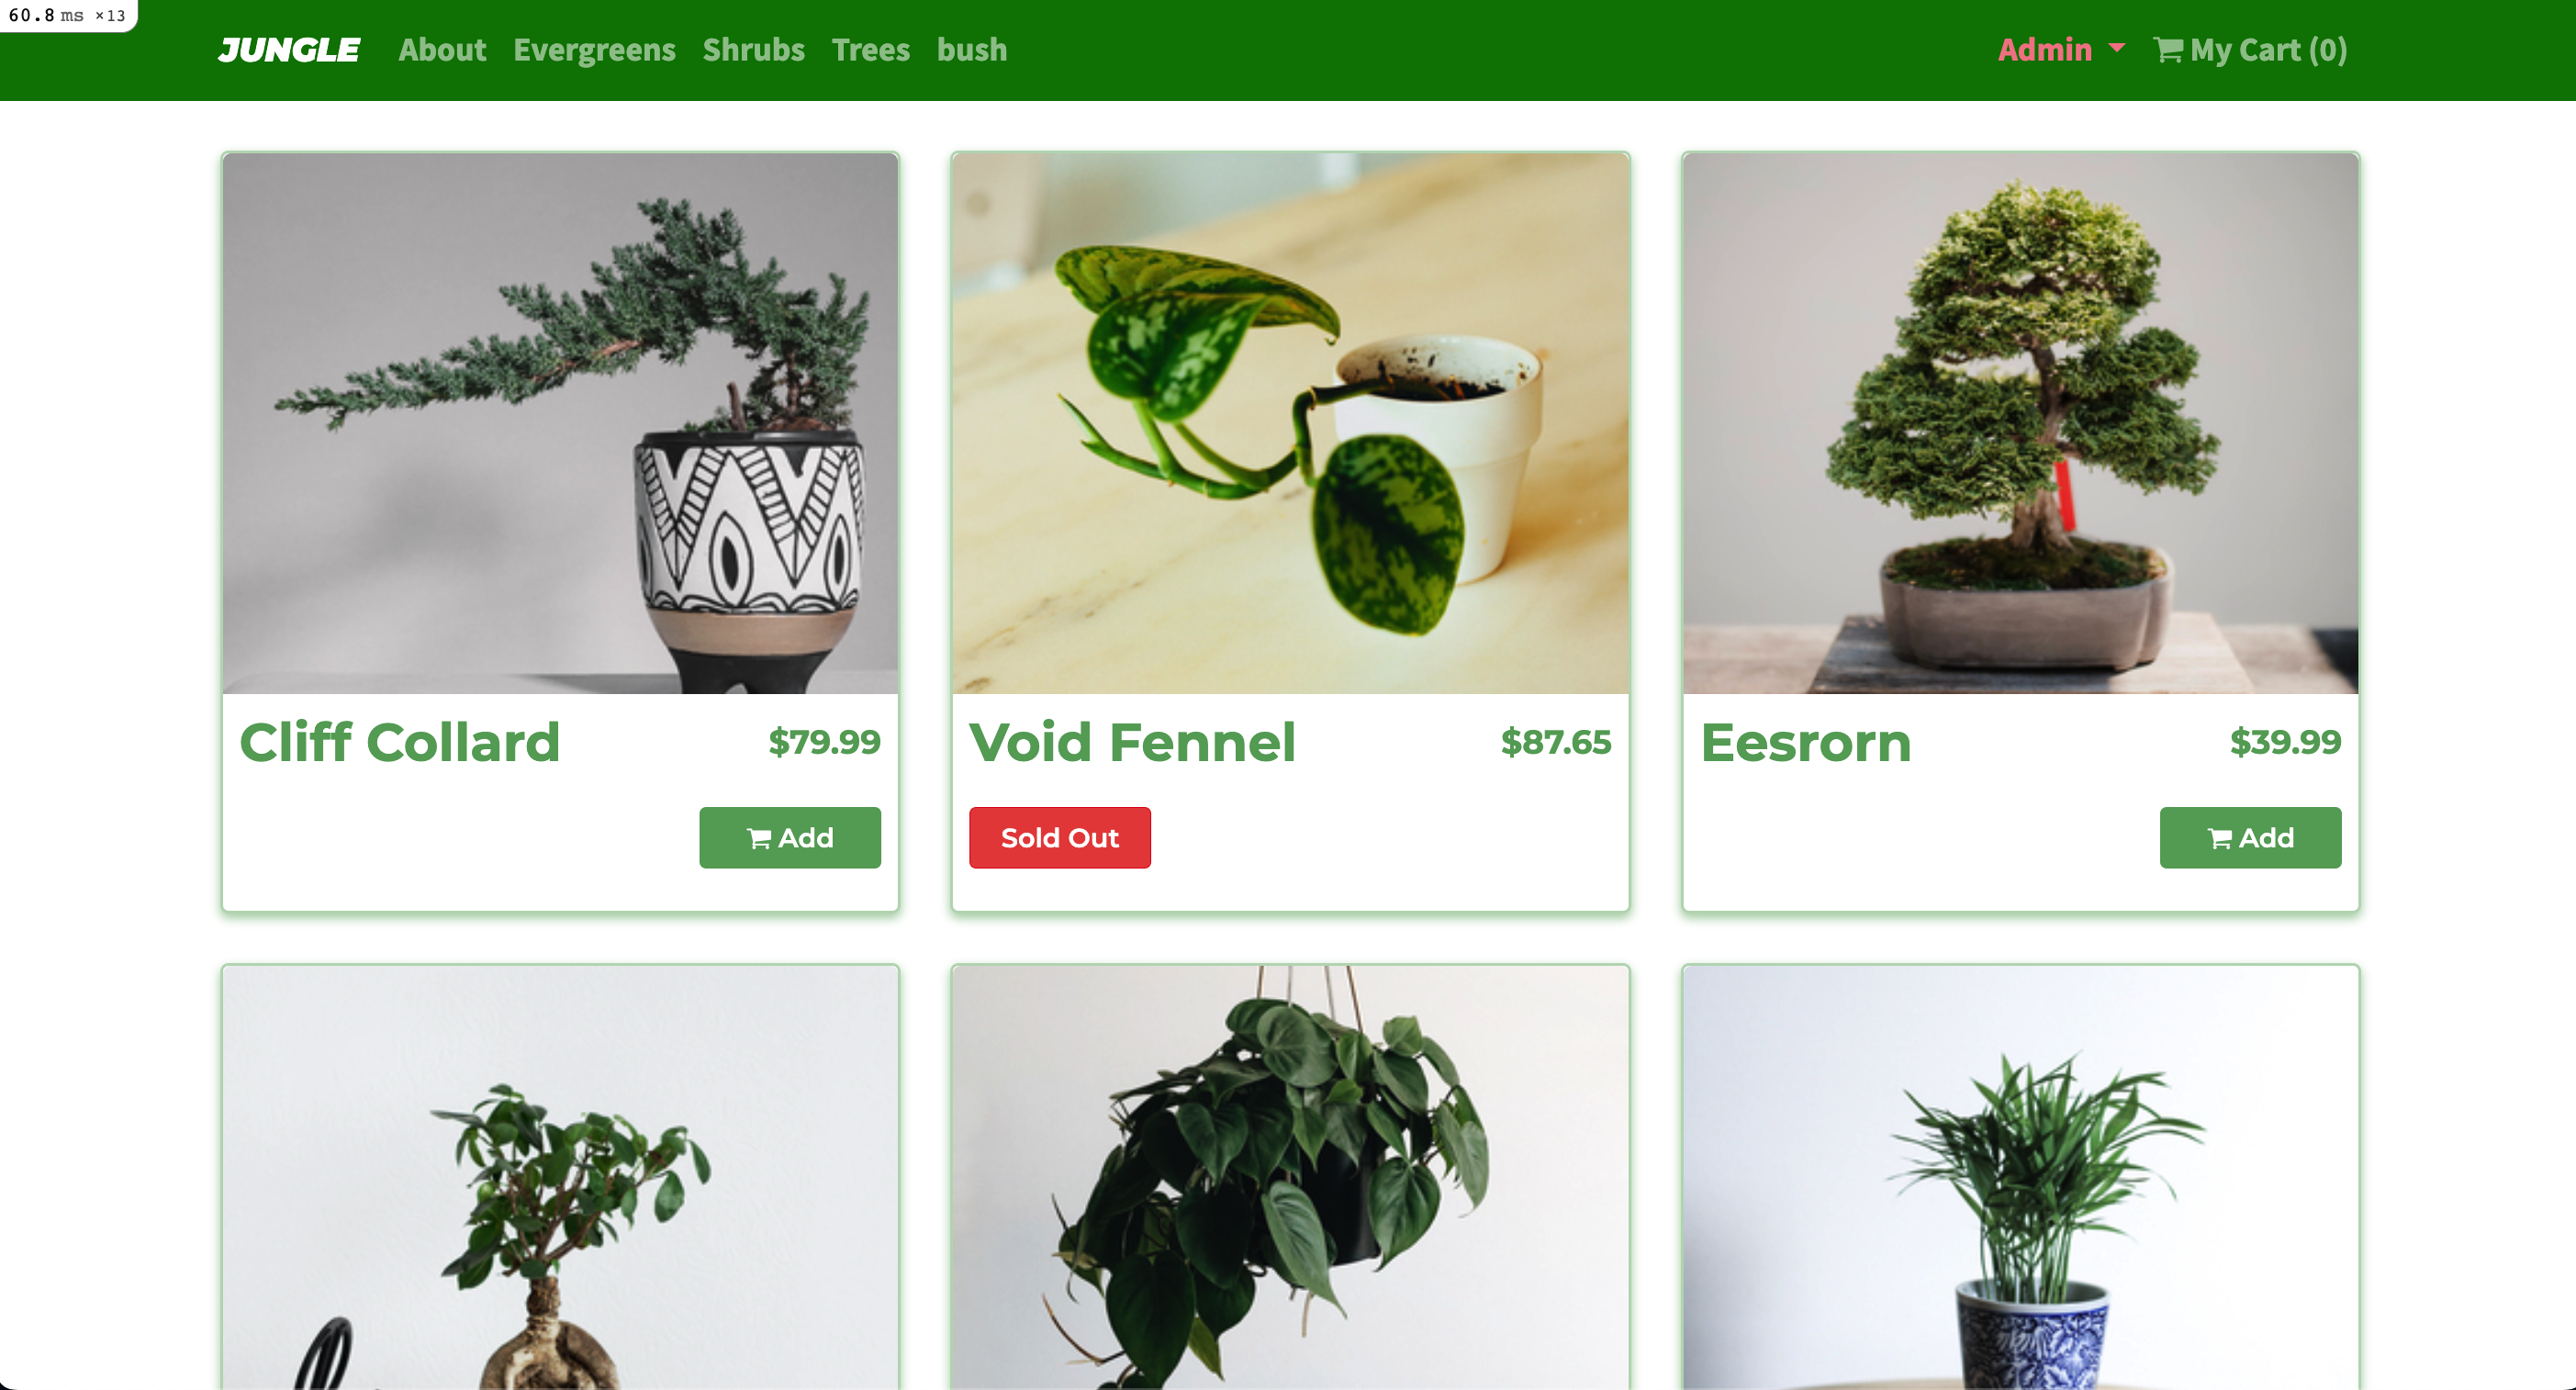 60.8 ms ×13
JUNGLE About Evergreens Shrubs Trees bush Admin My Cart (0)
Cliff Collard $79.99
Add
Void Fennel $87.65
Sold Out
Eesrorn $39.99
Add